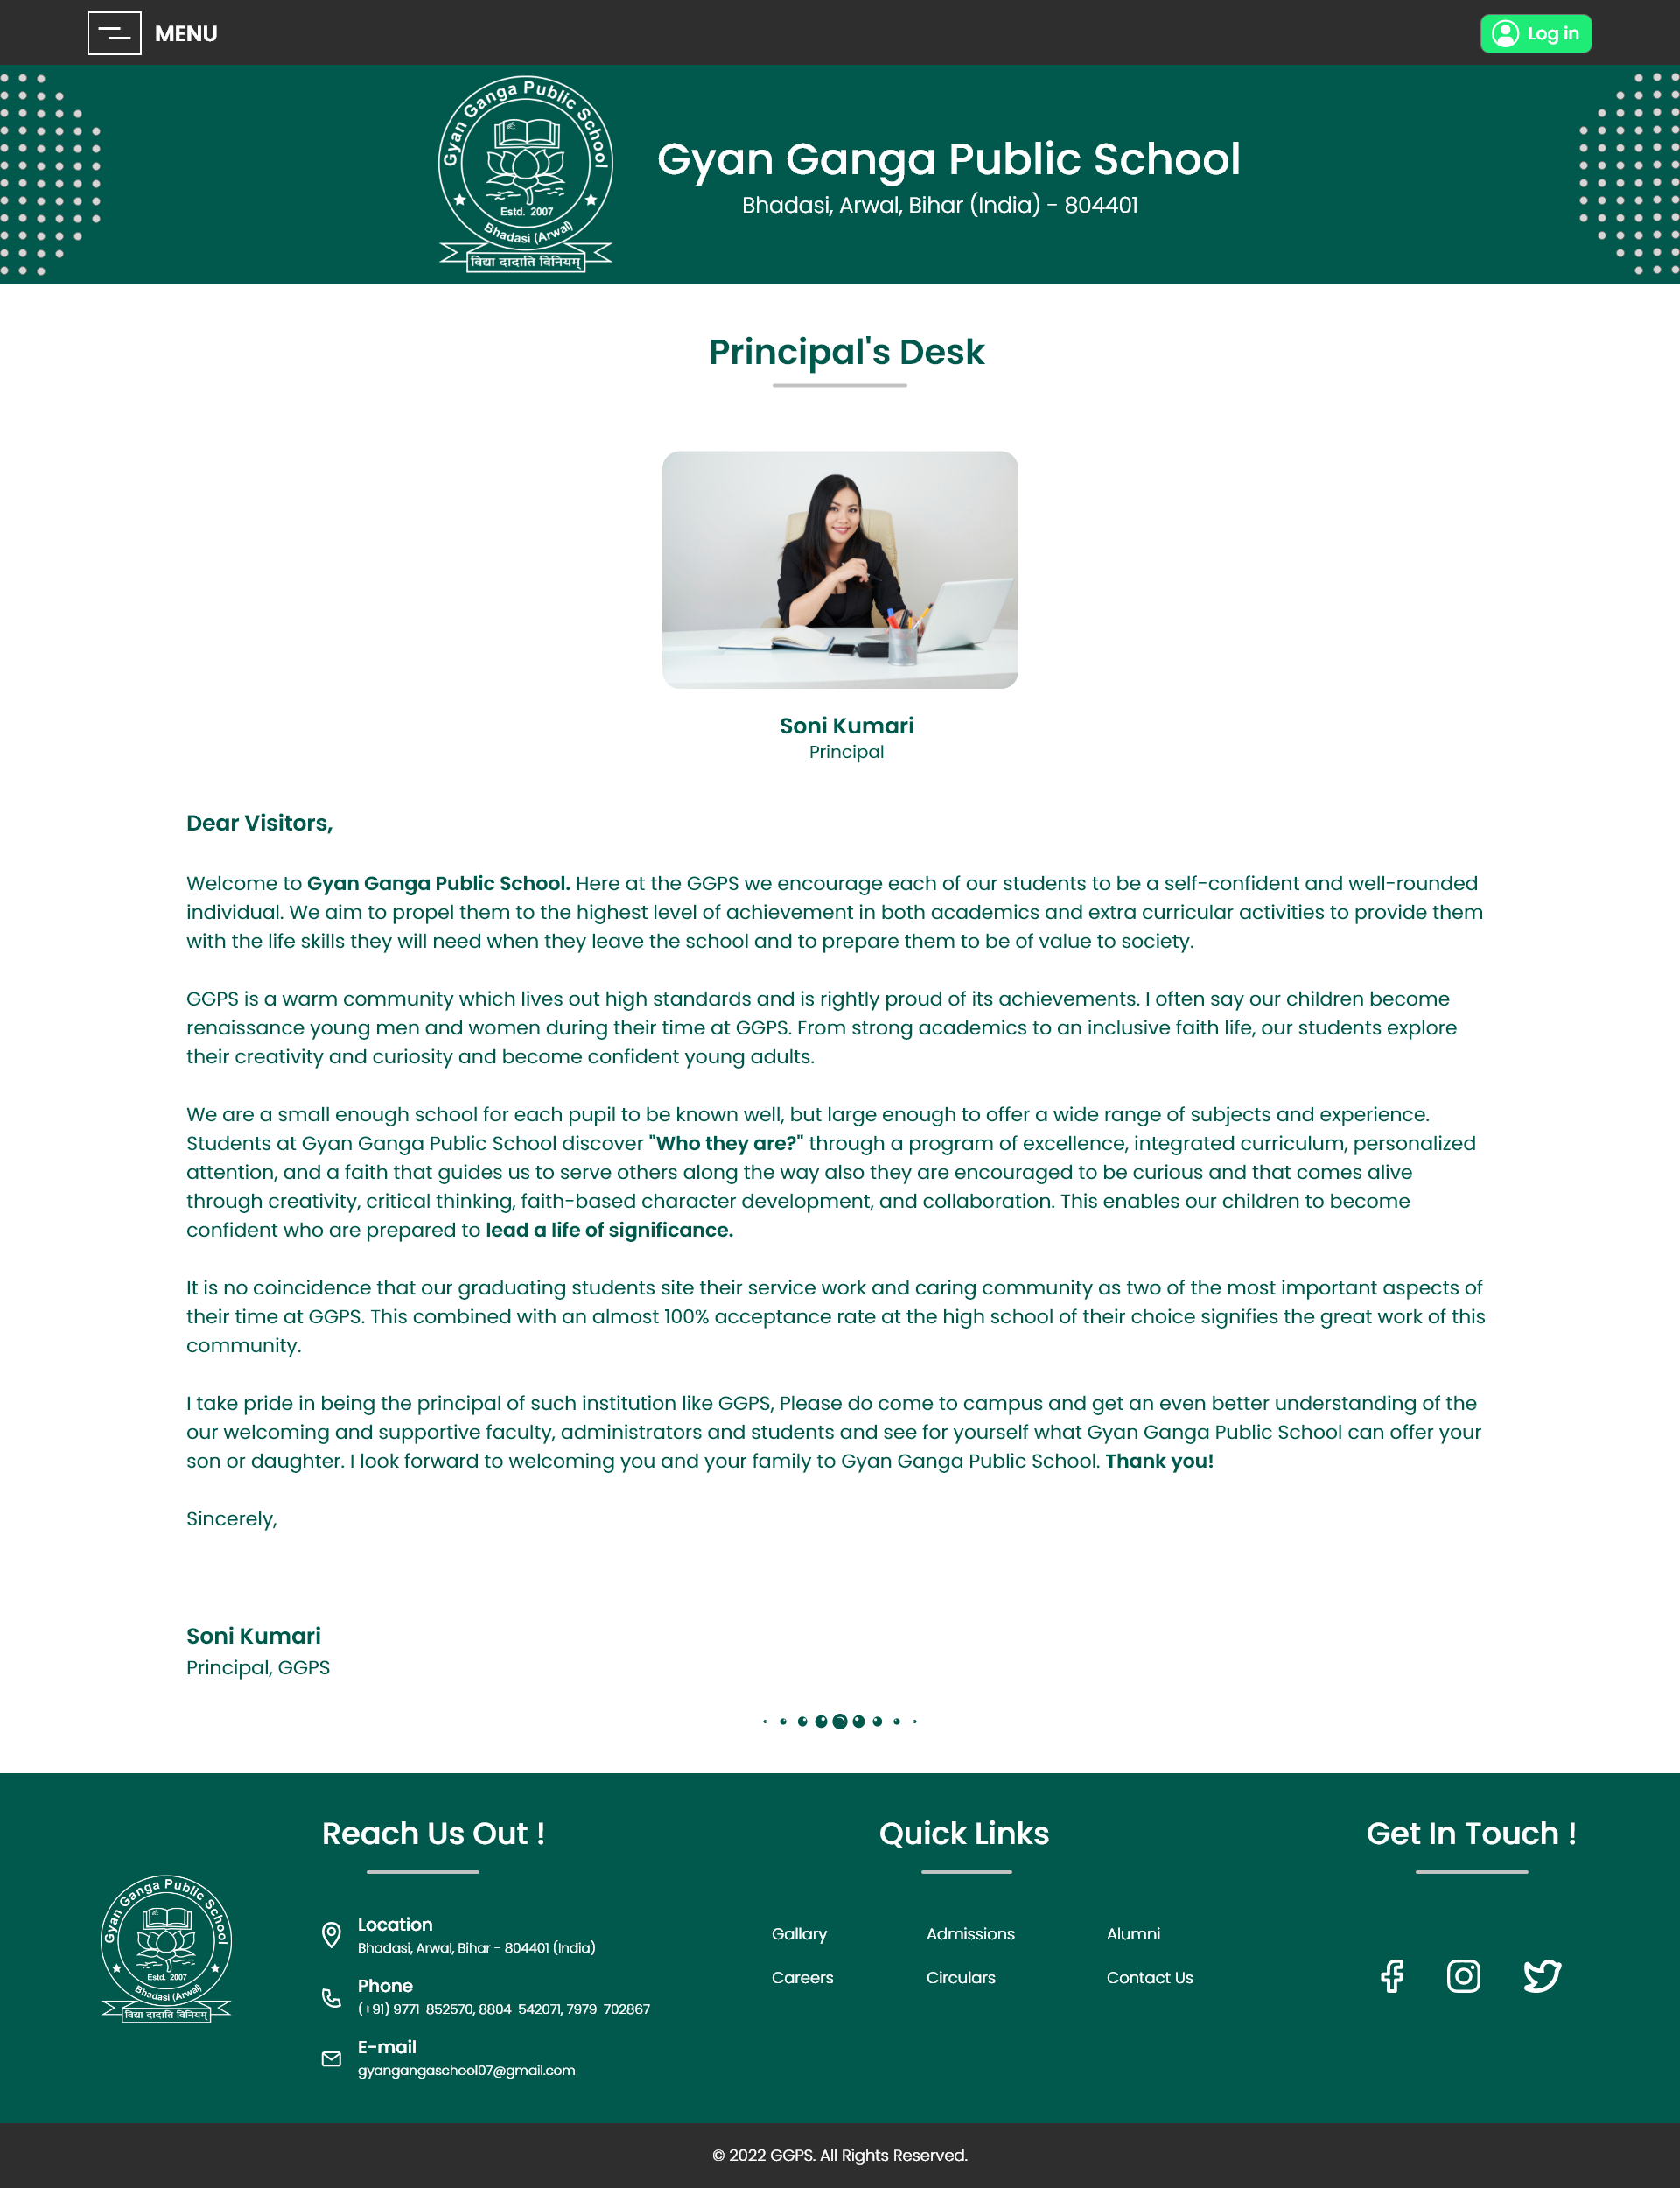 MENU
Log in
Gyan Ganga Public School
Estd. 2007
Bhadasi (Arwal)
विद्या दादाति विनियम्
Gyan Ganga Public School
Bhadasi, Arwal, Bihar (India) - 804401
Principal's Desk
Soni Kumari
Principal
Dear Visitors,
Welcome to Gyan Ganga Public School. Here at the GGPS we encourage each of our students to be a self-confident and well-rounded
individual. We aim to propel them to the highest level of achievement in both academics and extra curricular activities to provide them
with the life skills they will need when they leave the school and to prepare them to be of value to society.
GGPS is a warm community which lives out high standards and is rightly proud of its achievements. I often say our children become
renaissance young men and women during their time at GGPS. From strong academics to an inclusive faith life, our students explore
their creativity and curiosity and become confident young adults.
We are a small enough school for each pupil to be known well, but large enough to offer a wide range of subjects and experience.
Students at Gyan Ganga Public School discover "Who they are?" through a program of excellence, integrated curriculum, personalized
attention, and a faith that guides us to serve others along the way also they are encouraged to be curious and that comes alive
through creativity, critical thinking, faith-based character development, and collaboration. This enables our children to become
confident who are prepared to lead a life of significance.
It is no coincidence that our graduating students site their service work and caring community as two of the most important aspects of
their time at GGPS. This combined with an almost 100% acceptance rate at the high school of their choice signifies the great work of this
community.
I take pride in being the principal of such institution like GGPS, Please do come to campus and get an even better understanding of the
our welcoming and supportive faculty, administrators and students and see for yourself what Gyan Ganga Public School can offer your
son or daughter. I look forward to welcoming you and your family to Gyan Ganga Public School. Thank you!
Sincerely,
Soni Kumari
Principal, GGPS
Gyan Ganga Public School
Estd. 2007
Bhadasi (Arwal)
विद्या दादाति विनियम्
Reach Us Out !
Location
Bhadasi, Arwal, Bihar - 804401 (India)
Phone
(+91) 9771-852570, 8804-542071, 7979-702867
E-mail
gyangangaschool07@gmail.com
Quick Links
Gallary
Admissions
Alumni
Careers
Circulars
Contact Us
Get In Touch !
© 2022 GGPS. All Rights Reserved.